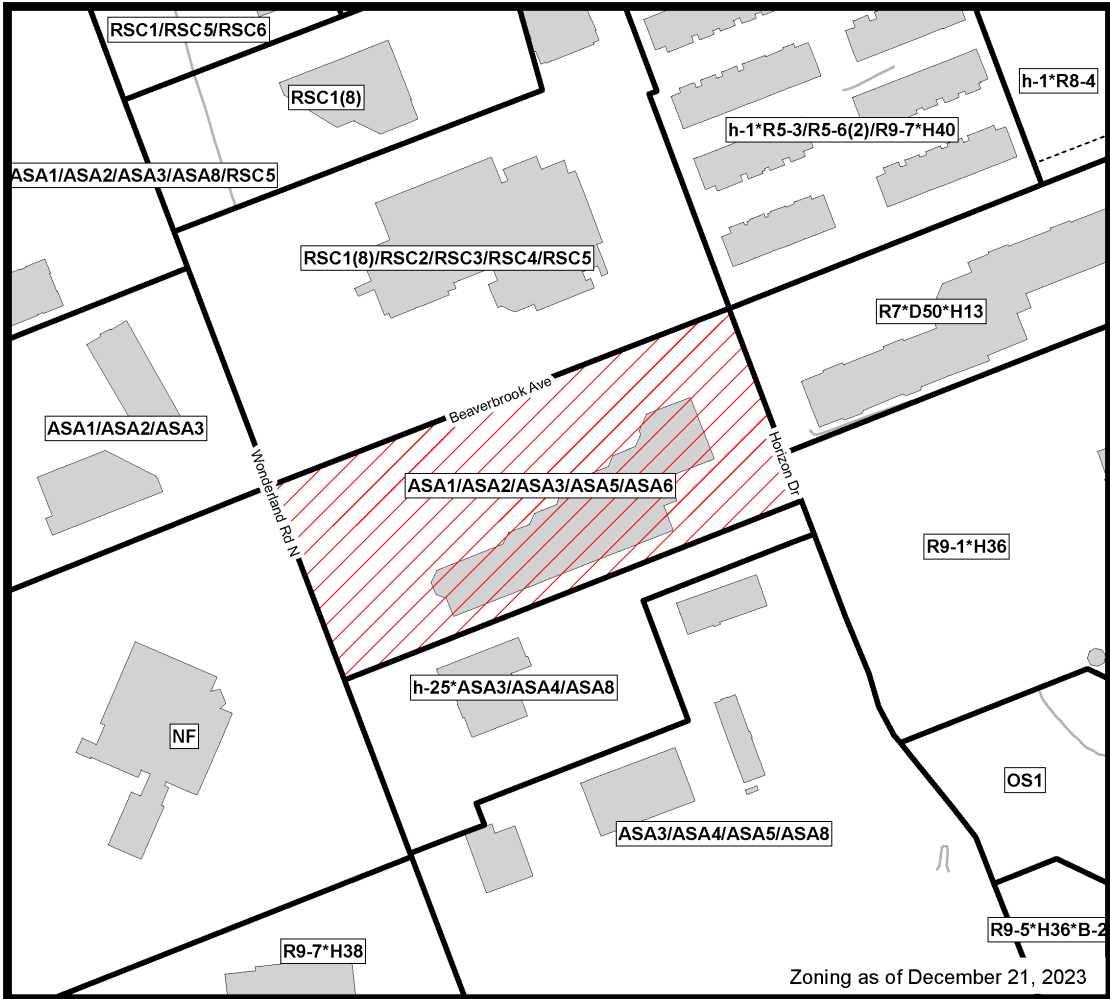 RSC1/RSC5/RSC6
h-1*R8-4
RSC1(8)
h-1*R5-3/R5-6(2)/R9-7*H40
ASA1/ASA2/ASA3/ASA8/RSC5
RSC1(8)/RSC2/RSC3/RSC4/RSC5
R7*D50*H13
Beaverbrook Ave
ASA1/ASA2/ASA3
Horizon Dr
Wonderland Rd N
ASA1/ASA2/ASA3/ASA5/ASA6
R9-1*H36
h-25*ASA3/ASA4/ASA8
NF
OS1
ASA3/ASA4/ASA5/ASA8
R9-5*H36*B-2
R9-7*H38
Zoning as of December 21, 2023